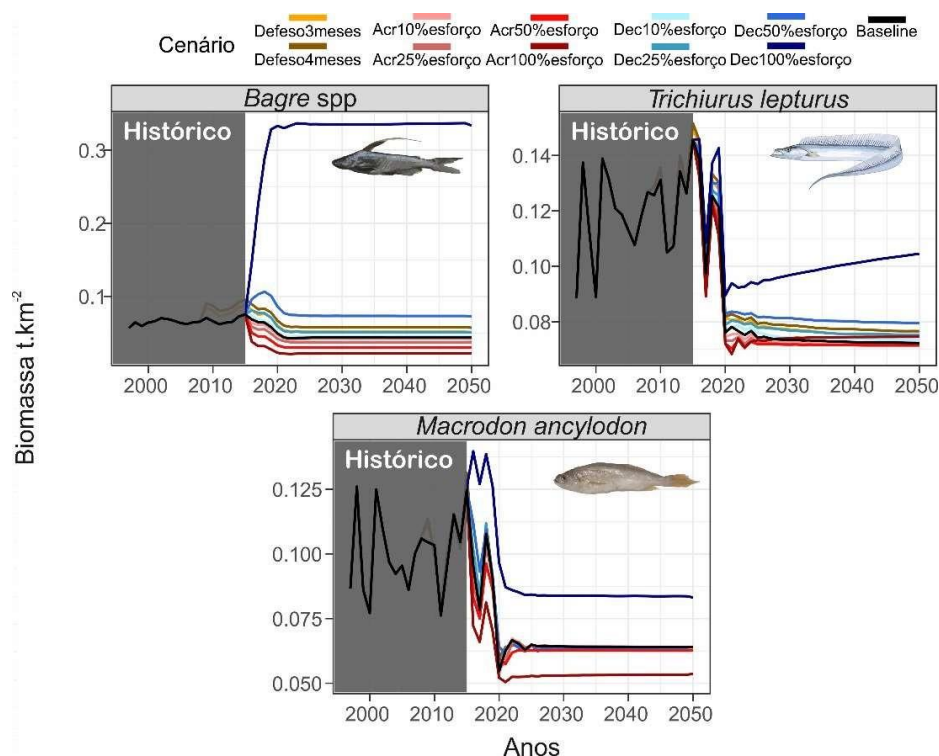 Cenário
Defeso3meses Acr10%esforço Acr50%esforço Dec10%esforço Dec50%esforço Baseline
Defeso4meses Acr25%esforço Acr100%esforço Dec25%esforço Dec100%esforço
Bagre spp
Trichiurus lepturus
Histórico
Histórico
0.3
0.2
0.1
0.14
0.12
0.10
0.08
2000 2010 2020 2030 2040 2050
2000 2010 2020 2030 2040 2050
Biomassa t.km-2
Macrodon ancylodon
Histórico
0.125
0.100
0.075
0.050
2000 2010 2020 2030 2040 2050
Anos